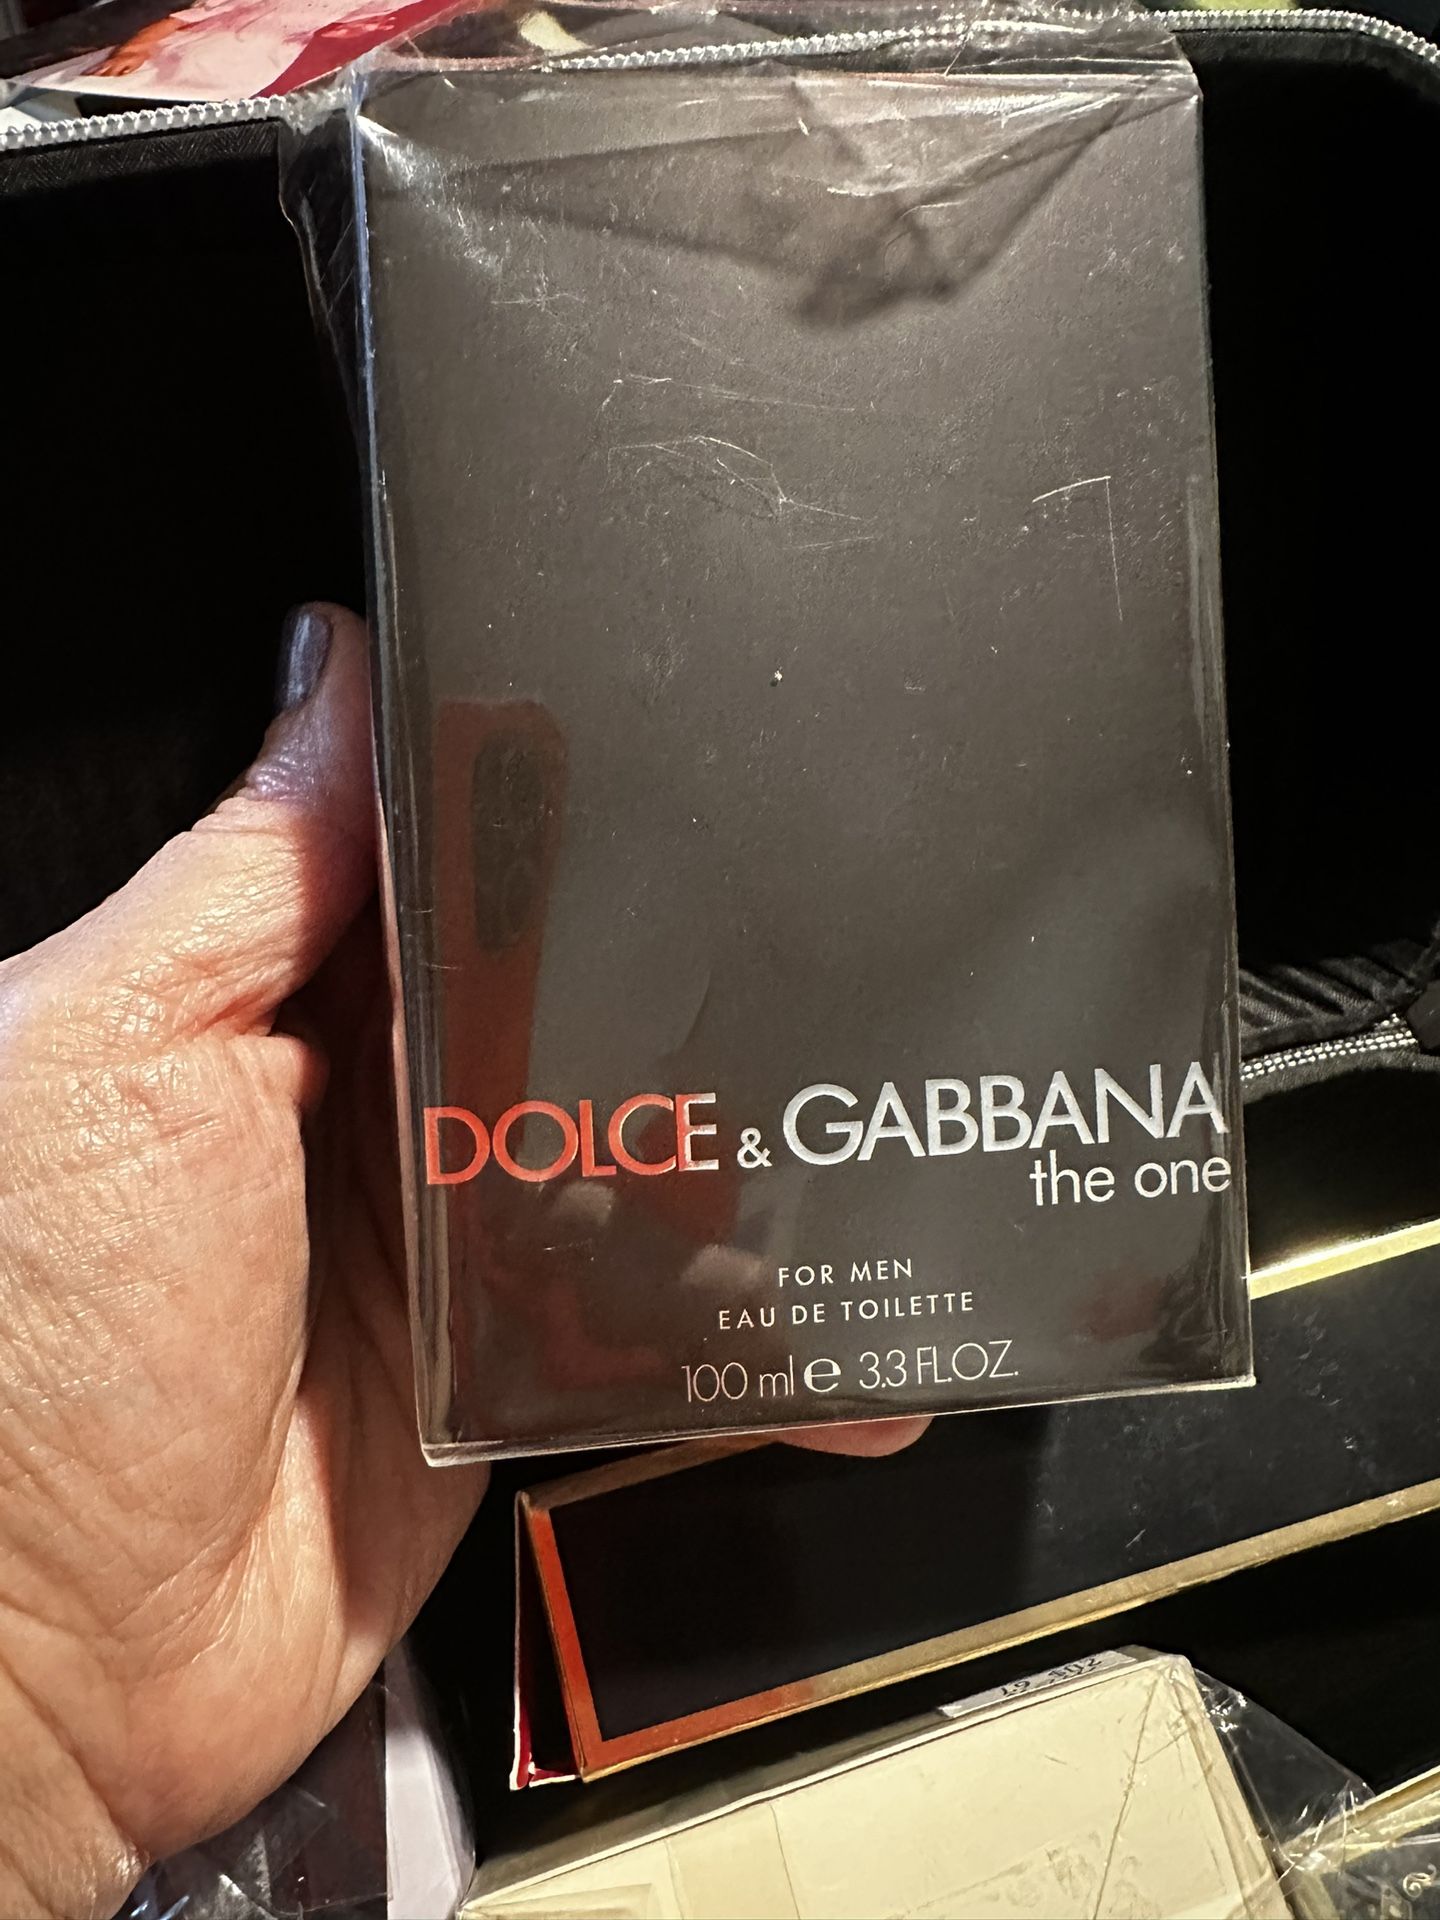 DOLCE & GABBANA
the one
FOR MEN
EAU DE TOILETTE
100 ml e 3.3 FL.OZ.